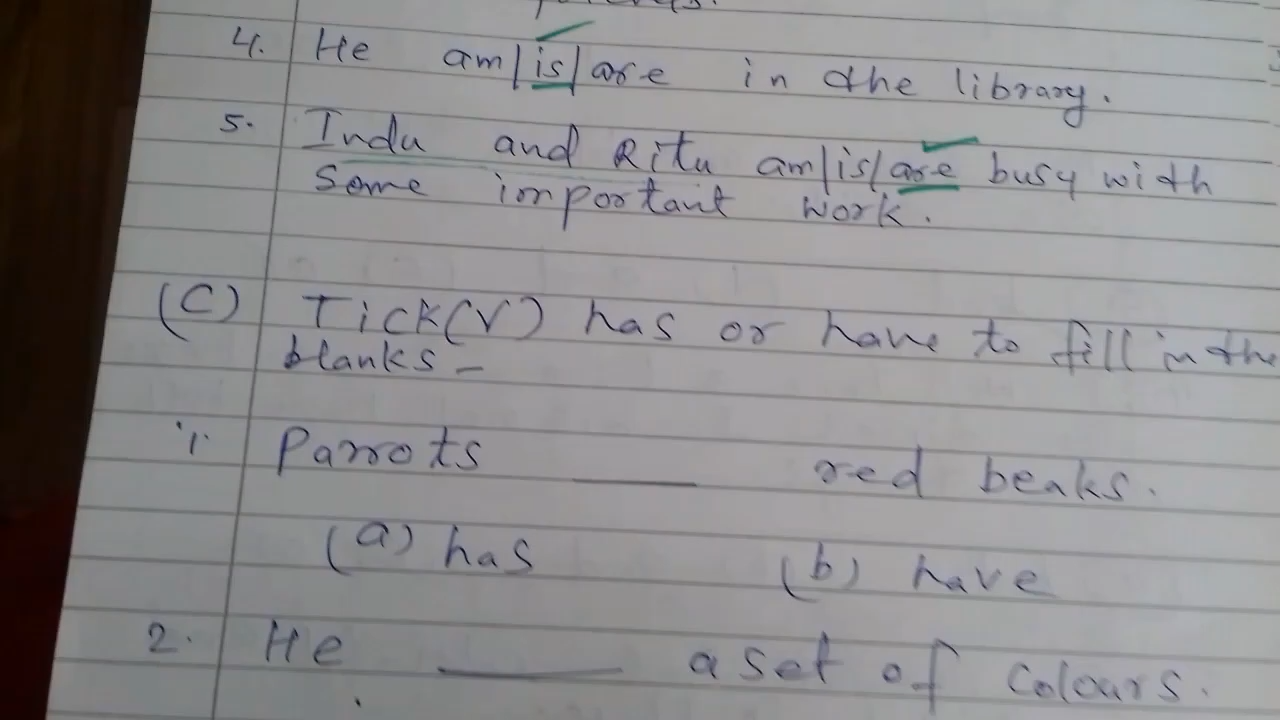 4. He am/is/are in the library.
5. Indu and Ritu am/is/are busy with
some important work.
(C) Tick(√) has or have to fill in the
blanks-
1. Parrots ____ red beaks.
(a) has (b) have
2. He ____ a set of colours.